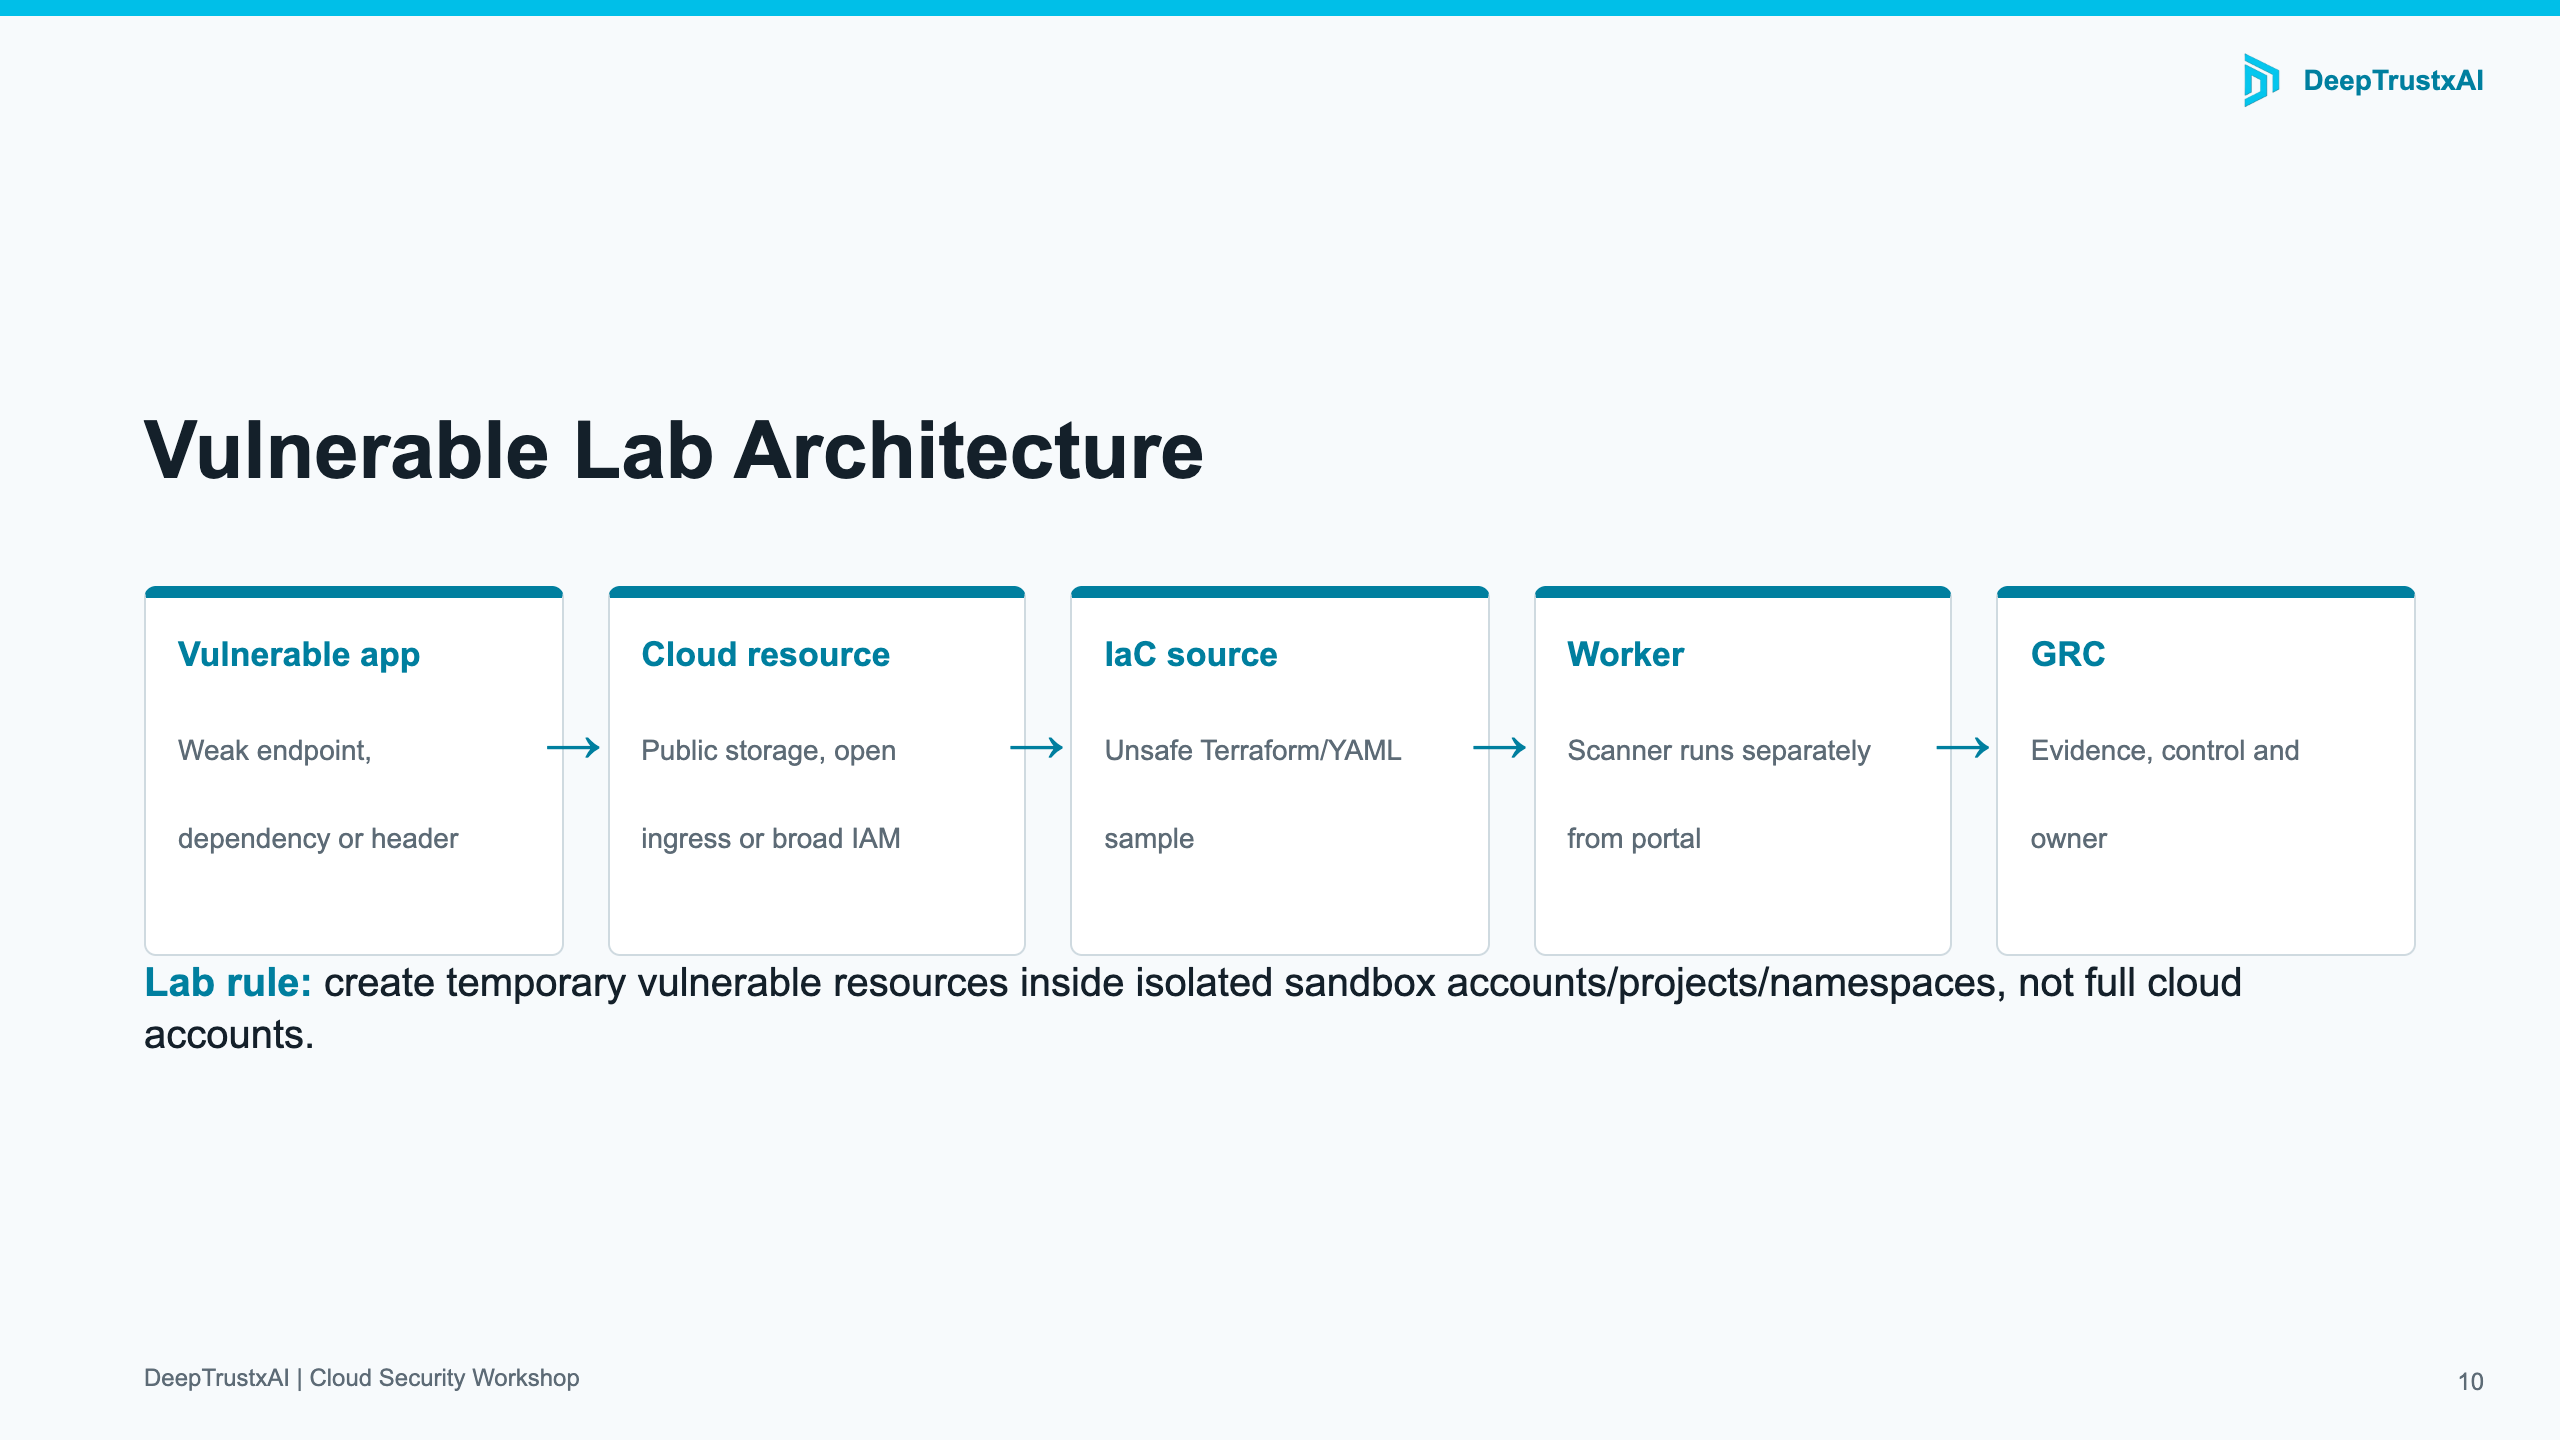 DeepTrustxAI
Vulnerable Lab Architecture
Vulnerable app
Weak endpoint,
dependency or header
→
Cloud resource
Public storage, open
ingress or broad IAM
→
IaC source
Unsafe Terraform/YAML
sample
→
Worker
Scanner runs separately
from portal
→
GRC
Evidence, control and
owner
Lab rule: create temporary vulnerable resources inside isolated sandbox accounts/projects/namespaces, not full cloud
accounts.
DeepTrustxAI | Cloud Security Workshop
10